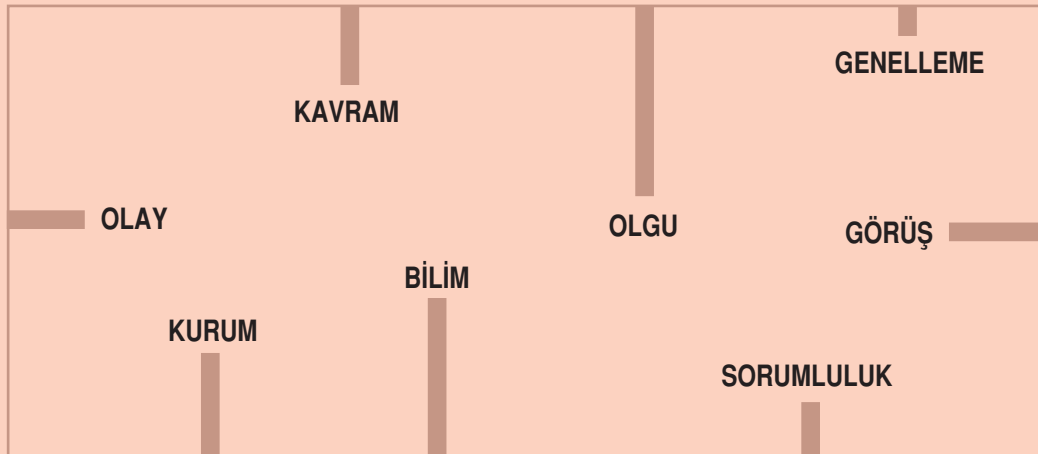 GENELLEME
KAVRAM
OLAY
OLGU
GÖRÜŞ
BİLİM
KURUM
SORUMLULUK